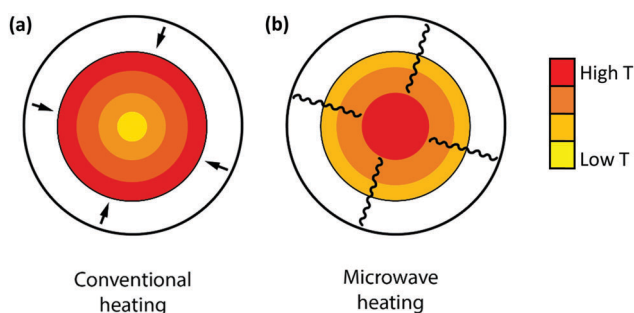 (a)
(b)
High T
Low T
Conventional
heating
Microwave
heating